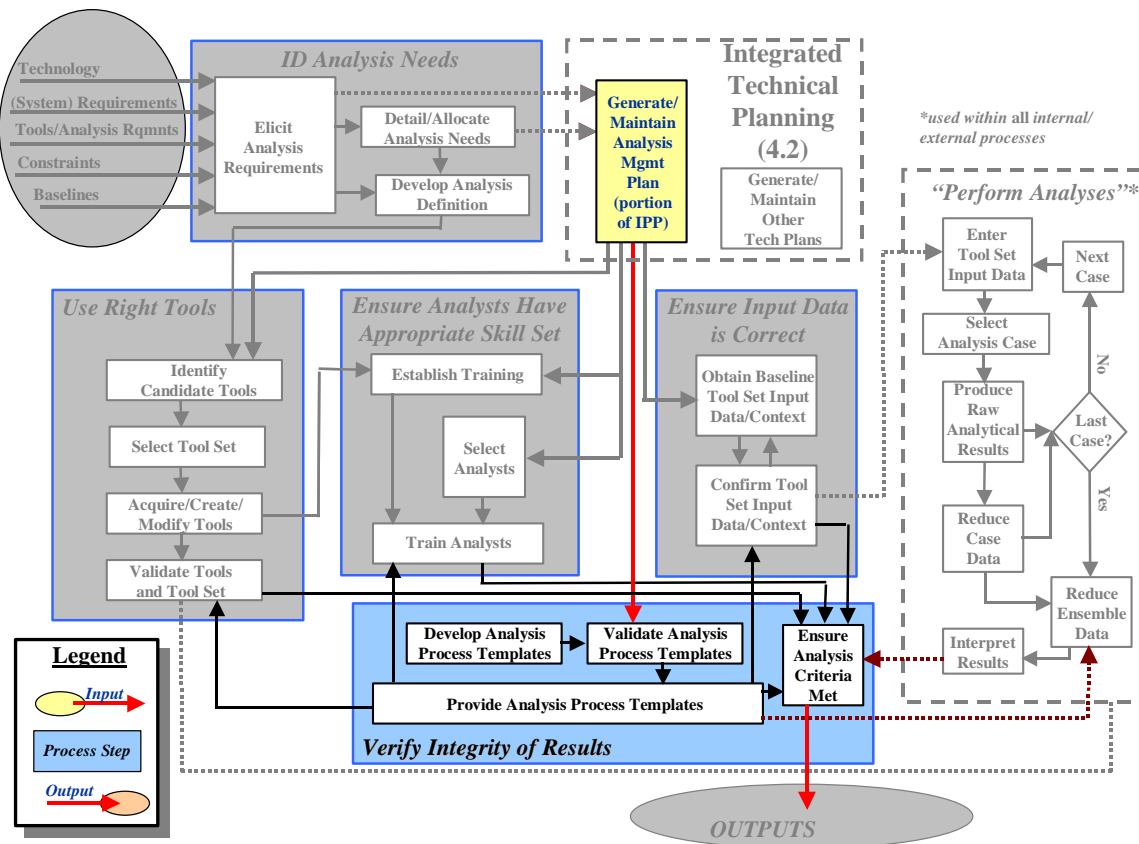 Technology
(System) Requirements
Tools/Analysis Rqmnts
Constraints
Baselines
ID Analysis Needs
Elicit
Analysis
Requirements
Detail/Allocate
Analysis Needs
Develop Analysis
Definition
Generate/
Maintain
Analysis
Mgmt
Plan
(portion
of IPP)
Integrated
Technical
Planning
(4.2)
Generate/
Maintain
Other
Tech Plans
*used within all internal/
external processes
"Perform Analyses"*
Enter
Tool Set
Input Data
Next
Case
Select
Analysis Case
Produce
Raw
Analytical
Results
Last
Case?
No
Yes
Reduce
Case
Data
Reduce
Ensemble
Data
Interpret
Results
Use Right Tools
Identify
Candidate Tools
Select Tool Set
Acquire/Create/
Modify Tools
Validate Tools
and Tool Set
Ensure Analysts Have
Appropriate Skill Set
Establish Training
Select
Analysts
Train Analysts
Ensure Input Data
is Correct
Obtain Baseline
Tool Set Input
Data/Context
Confirm Tool
Set Input
Data/Context
Develop Analysis
Process Templates
Validate Analysis
Process Templates
Ensure
Analysis
Criteria
Met
Provide Analysis Process Templates
Verify Integrity of Results
Legend
Input
Process Step
Output
OUTPUTS